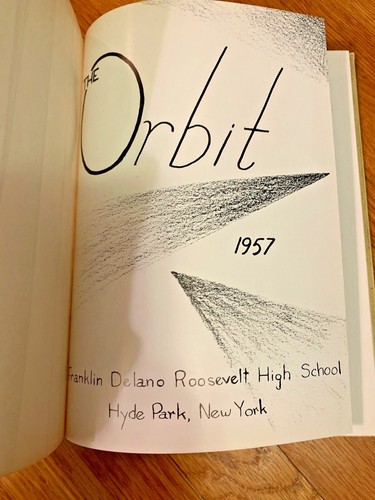 THE
Orbit
1957
Franklin Delano Roosevelt High School
Hyde Park, New York